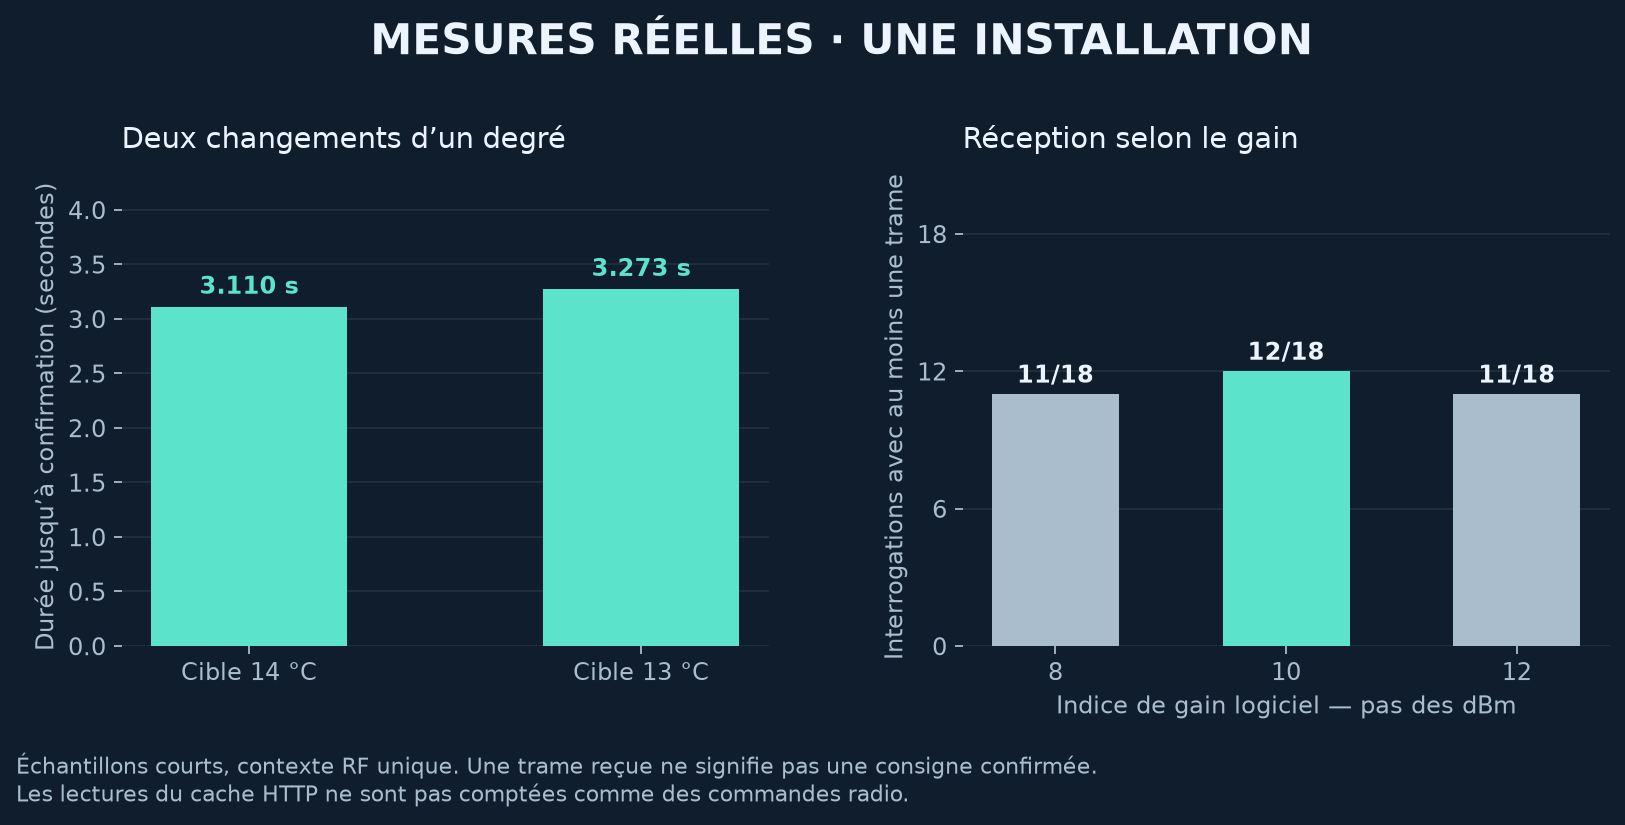 MESURES RÉELLES · UNE INSTALLATION
Deux changements d’un degré
Durée jusqu’à confirmation (secondes)
4.0
3.5
3.0
2.5
2.0
1.5
1.0
0.5
0.0
3.110 s
3.273 s
Cible 14 °C
Cible 13 °C
Réception selon le gain
Interrogations avec au moins une trame
18
12
6
0
11/18
12/18
11/18
8
10
12
Indice de gain logiciel — pas des dBm
Échantillons courts, contexte RF unique. Une trame reçue ne signifie pas une consigne confirmée.
Les lectures du cache HTTP ne sont pas comptées comme des commandes radio.